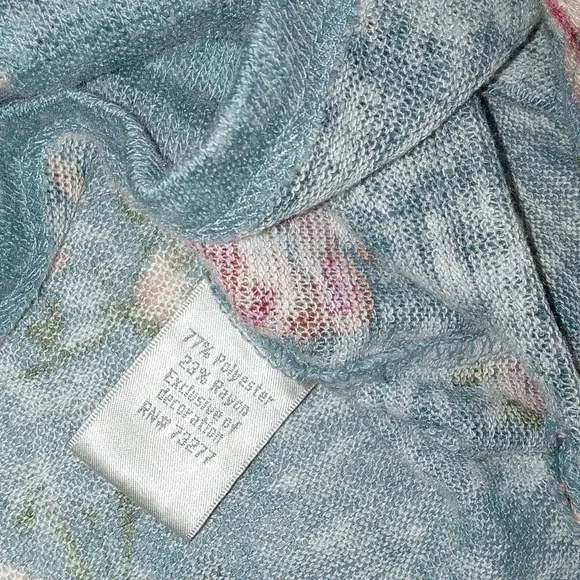 77% Polyester
23% Rayon
Exclusive of
decoration
RN# 73277